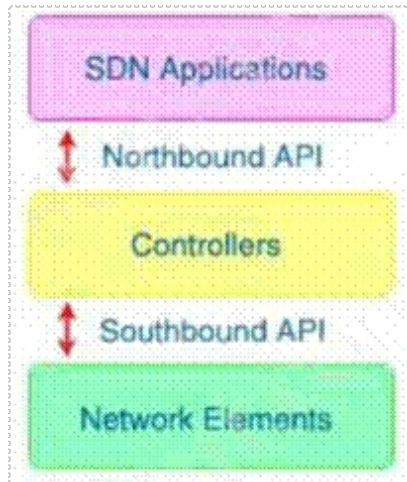 SDN Applications
Northbound API
Controllers
Southbound API
Network Elements